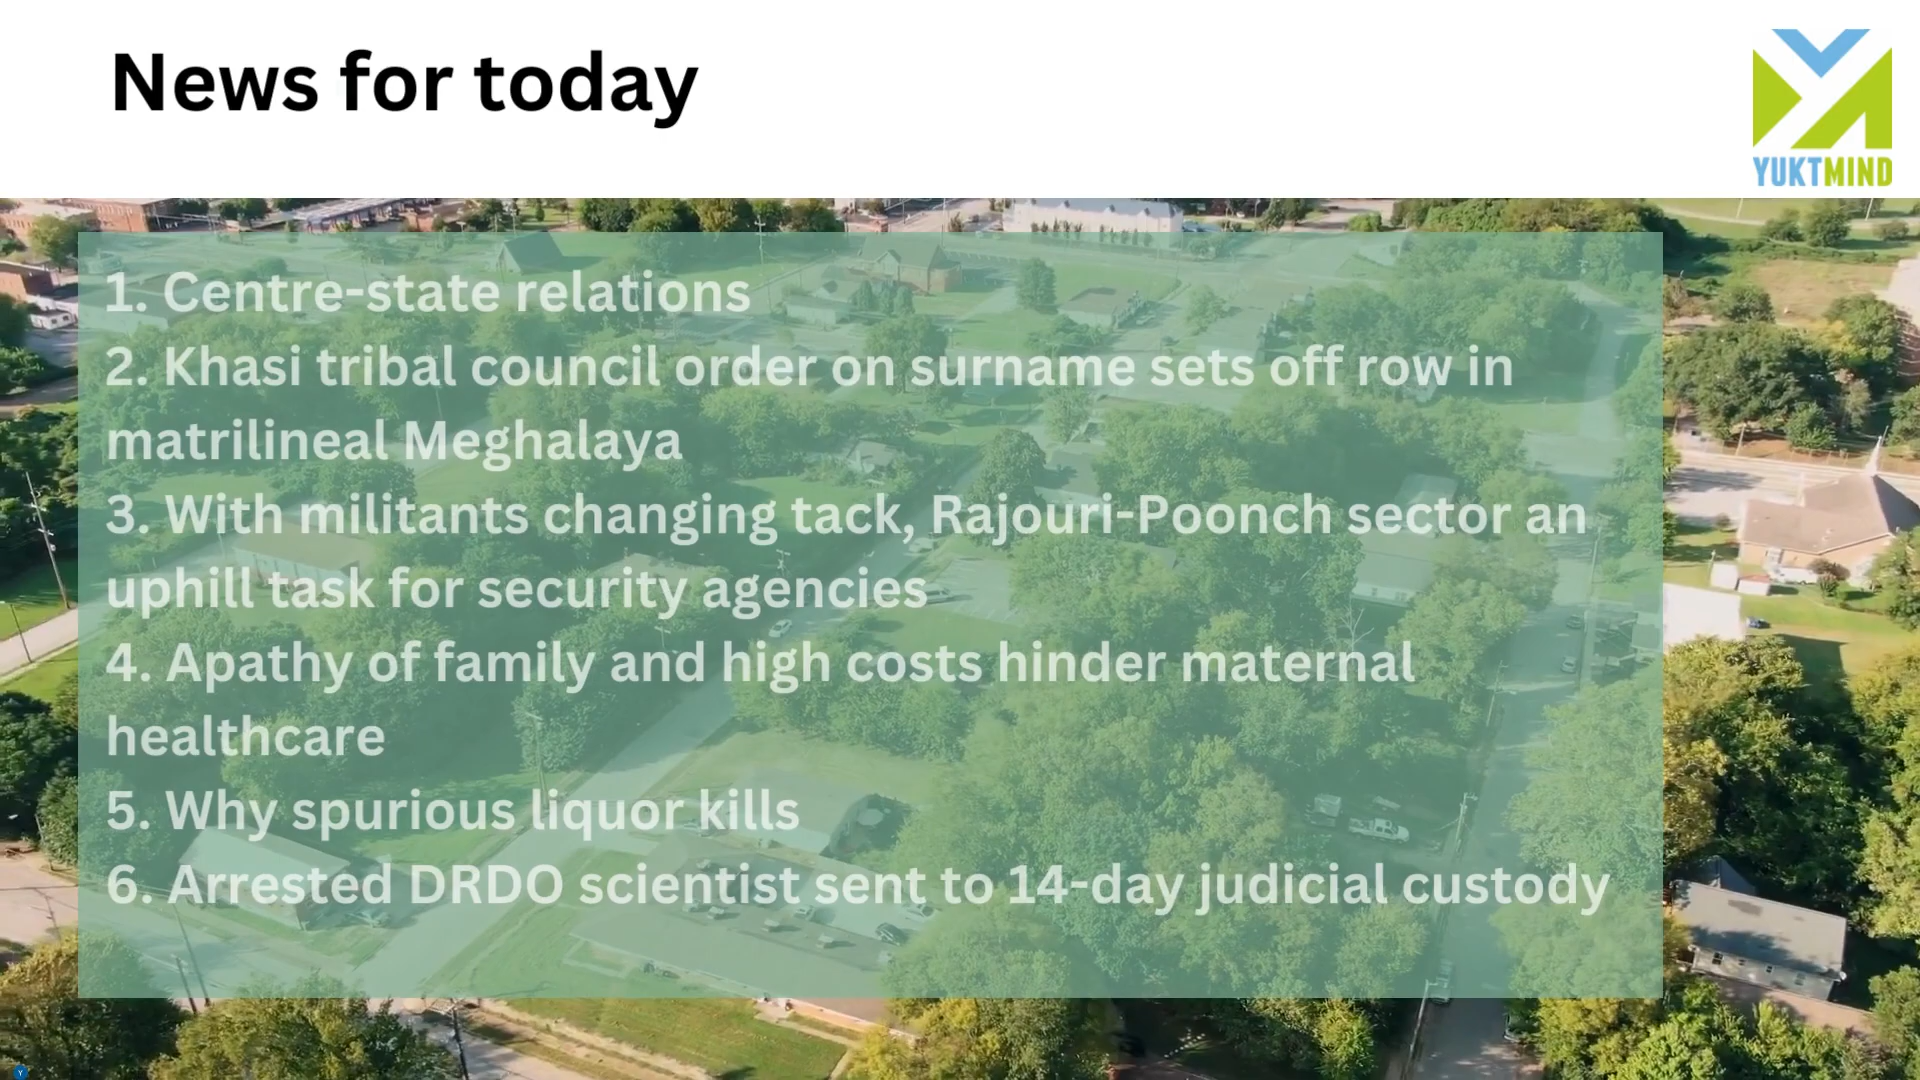 News for today
YUKTMIND
1. Centre-state relations
2. Khasi tribal council order on surname sets off row in
matrilineal Meghalaya
3. With militants changing tack, Rajouri-Poonch sector an
uphill task for security agencies
4. Apathy of family and high costs hinder maternal
healthcare
5. Why spurious liquor kills
6. Arrested DRDO scientist sent to 14-day judicial custody
Y